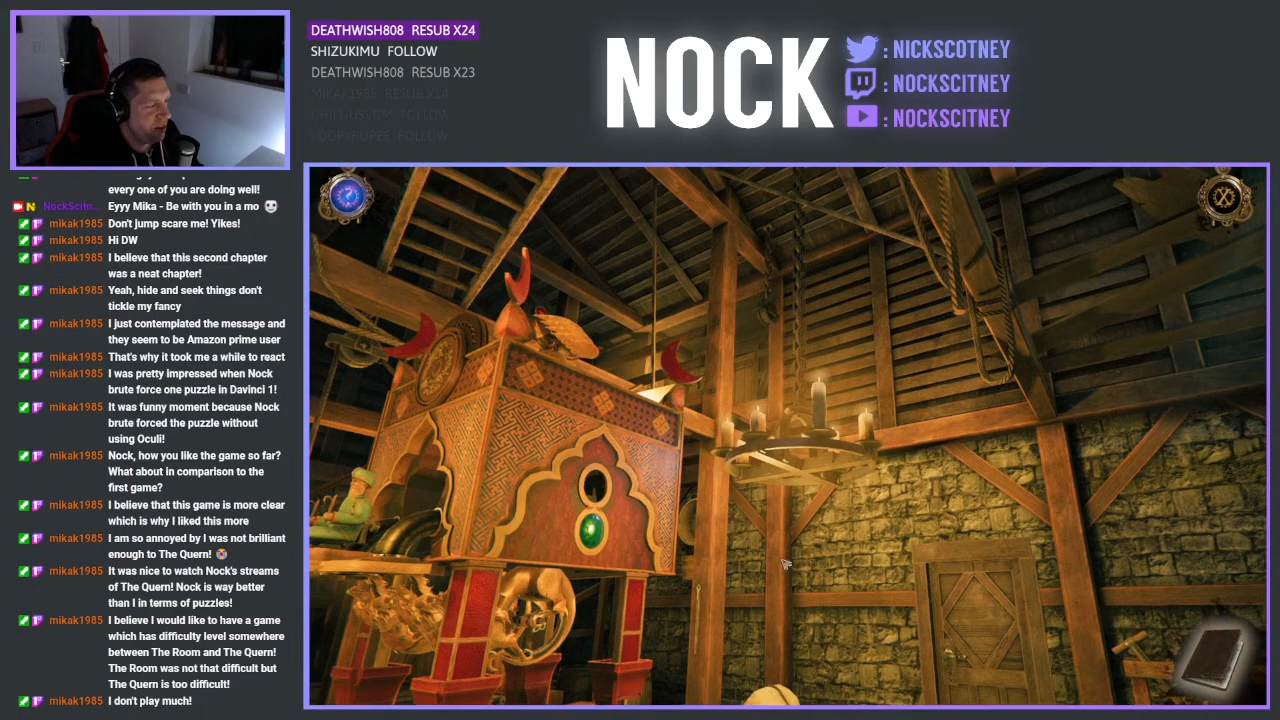 DEATHWISH808 RESUB X24
SHIZUKIMU FOLLOW
DEATHWISH808 RESUB X23
MIKAK1985 RESUB X14
FOLLOW
LOOPYPUPEE FOLLOW
NOCK
: NICKSCOTNEY
: NOCKSCITNEY
: NOCKSCITNEY
every one of you are doing well!
NockScitn... Eyyy Mika - Be with you in a mo
mikak1985 Don't jump scare me! Yikes!
mikak1985 Hi DW
mikak1985 I believe that this second chapter
was a neat chapter!
mikak1985 Yeah, hide and seek things don't
tickle my fancy
mikak1985 I just contemplated the message and
they seem to be Amazon prime user
mikak1985 That's why it took me a while to react
mikak1985 I was pretty impressed when Nock
brute force one puzzle in Davinci 1!
mikak1985 It was funny moment because Nock
brute forced the puzzle without
using Oculi!
mikak1985 Nock, how you like the game so far?
What about in comparison to the
first game?
mikak1985 I believe that this game is more clear
which is why I liked this more
mikak1985 I am so annoyed by I was not brilliant
enough to The Quern!
mikak1985 It was nice to watch Nock's streams
of The Quern! Nock is way better
than I in terms of puzzles!
mikak1985 I believe I would like to have a game
which has difficulty level somewhere
between The Room and The Quern!
The Room was not that difficult but
The Quern is too difficult!
mikak1985 I don't play much!